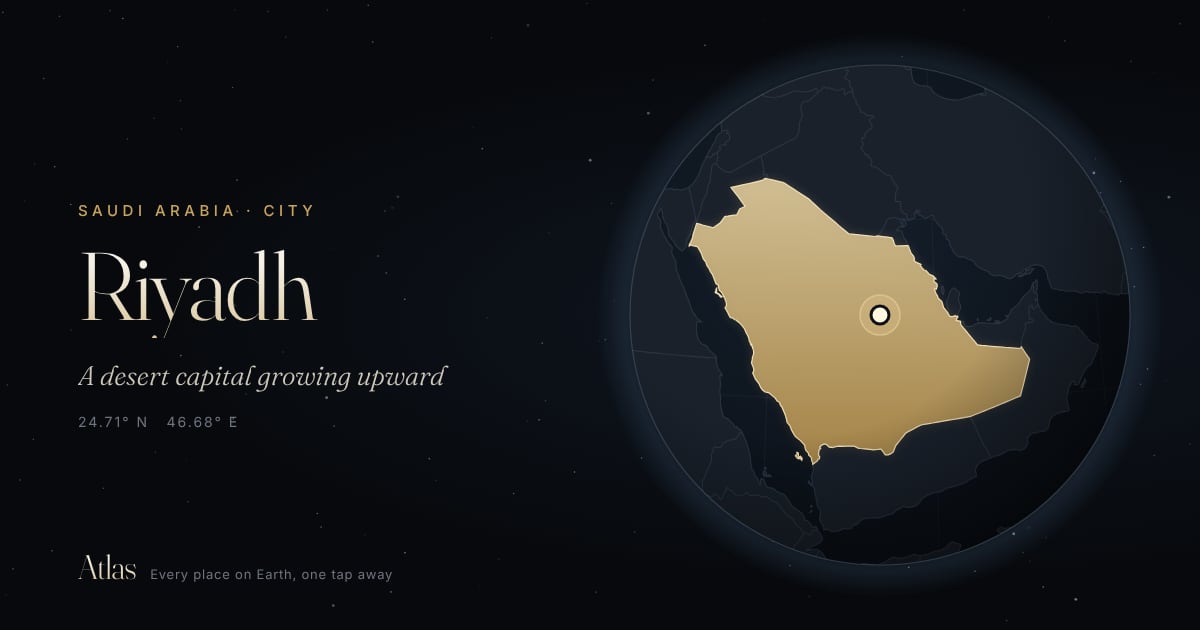 SAUDI ARABIA · CITY
Riyadh
A desert capital growing upward
24.71° N 46.68° E
Atlas Every place on Earth, one tap away